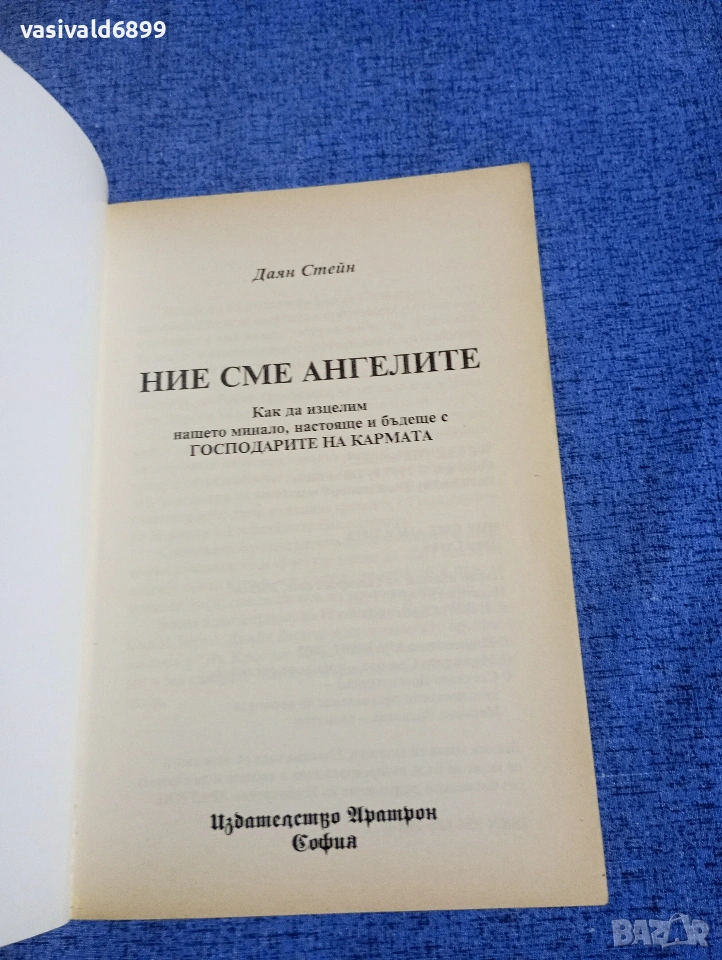 vasivald6899
Даян Стейн
НИЕ СМЕ АНГЕЛИТЕ
Как да изцелим
нашето минало, настояще и бъдеще с
ГОСПОДАРИТЕ НА КАРМАТА
Издателство Аратрон
София
BAZAR